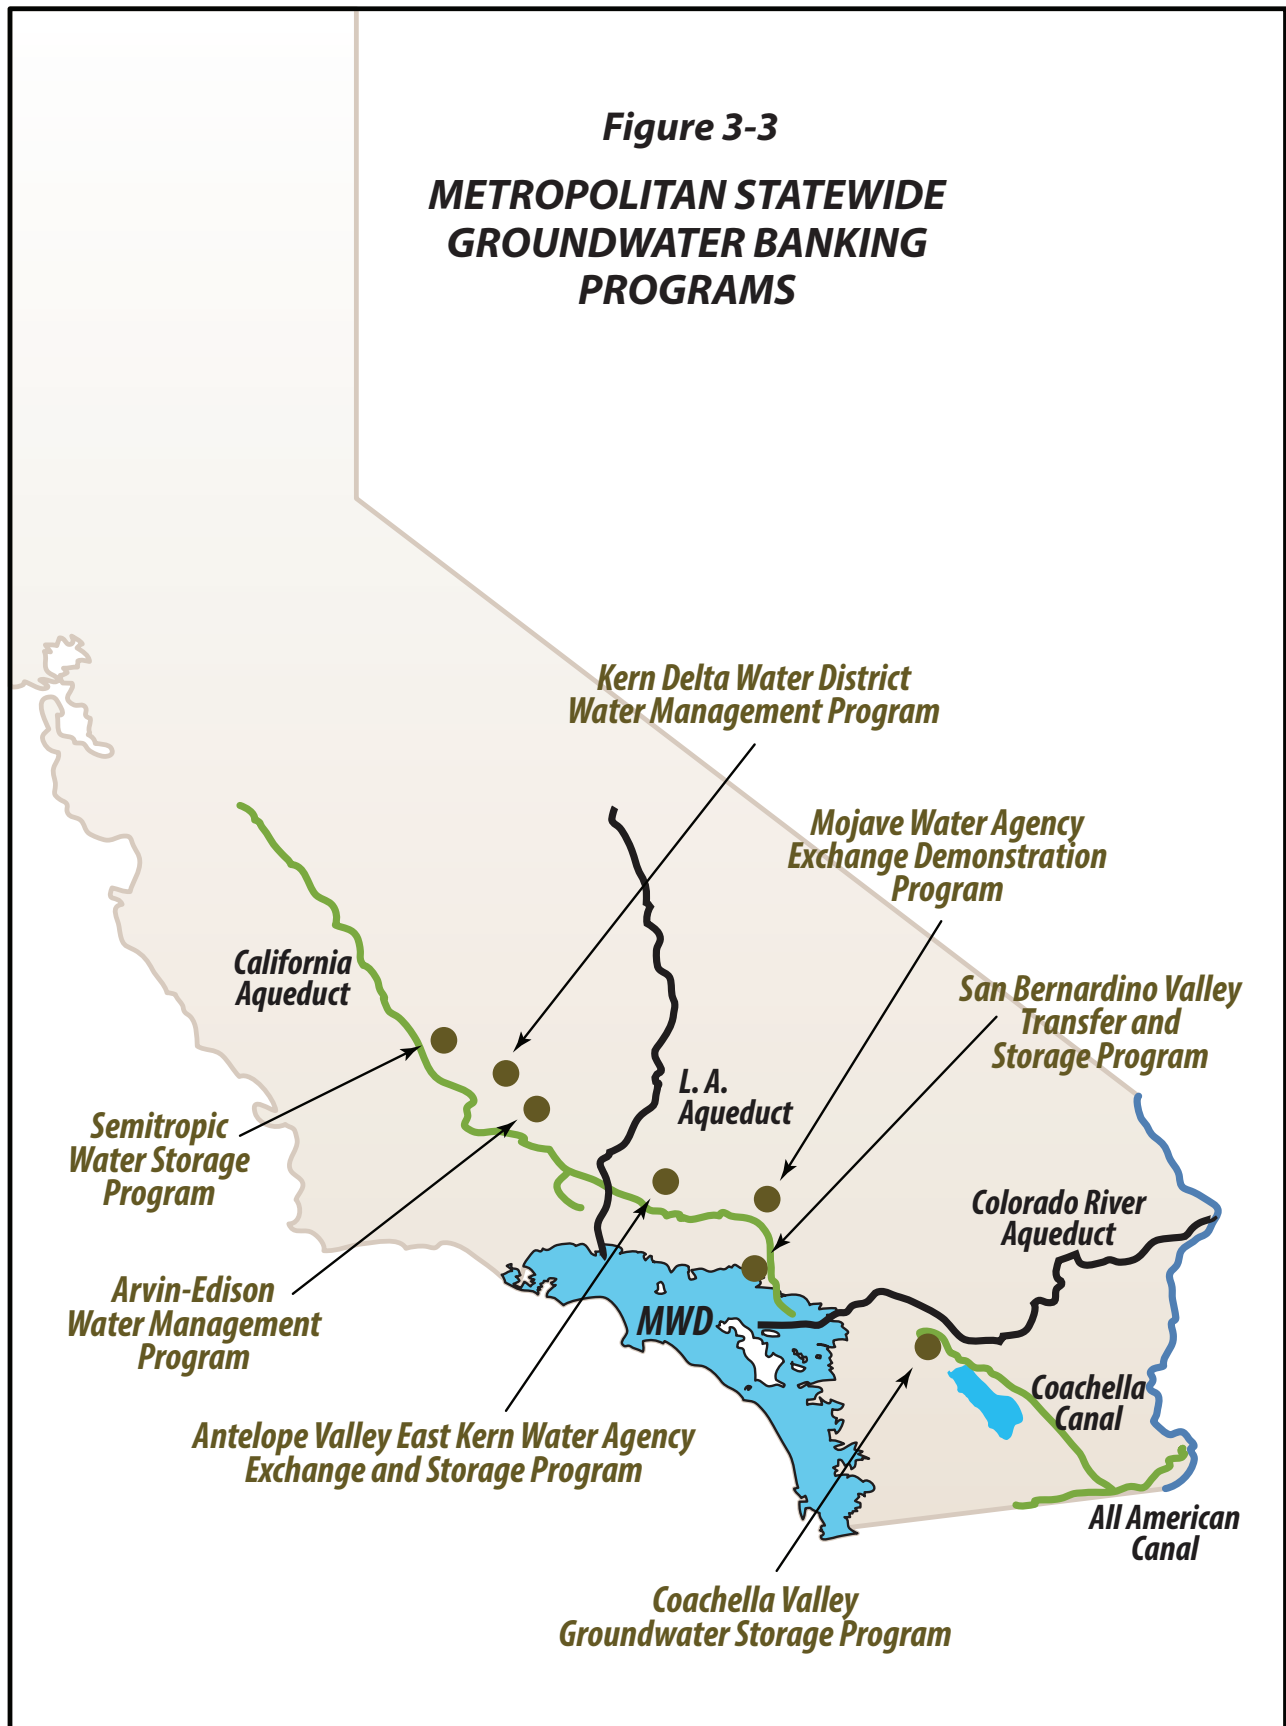 Figure 3-3
METROPOLITAN STATEWIDE
GROUNDWATER BANKING
PROGRAMS
Kern Delta Water District
Water Management Program
Mojave Water Agency
Exchange Demonstration
Program
California
Aqueduct
San Bernardino Valley
Transfer and
Storage Program
L. A.
Aqueduct
Semitropic
Water Storage
Program
Colorado River
Aqueduct
Arvin-Edison
Water Management
Program
MWD
Coachella
Canal
Antelope Valley East Kern Water Agency
Exchange and Storage Program
All American
Canal
Coachella Valley
Groundwater Storage Program